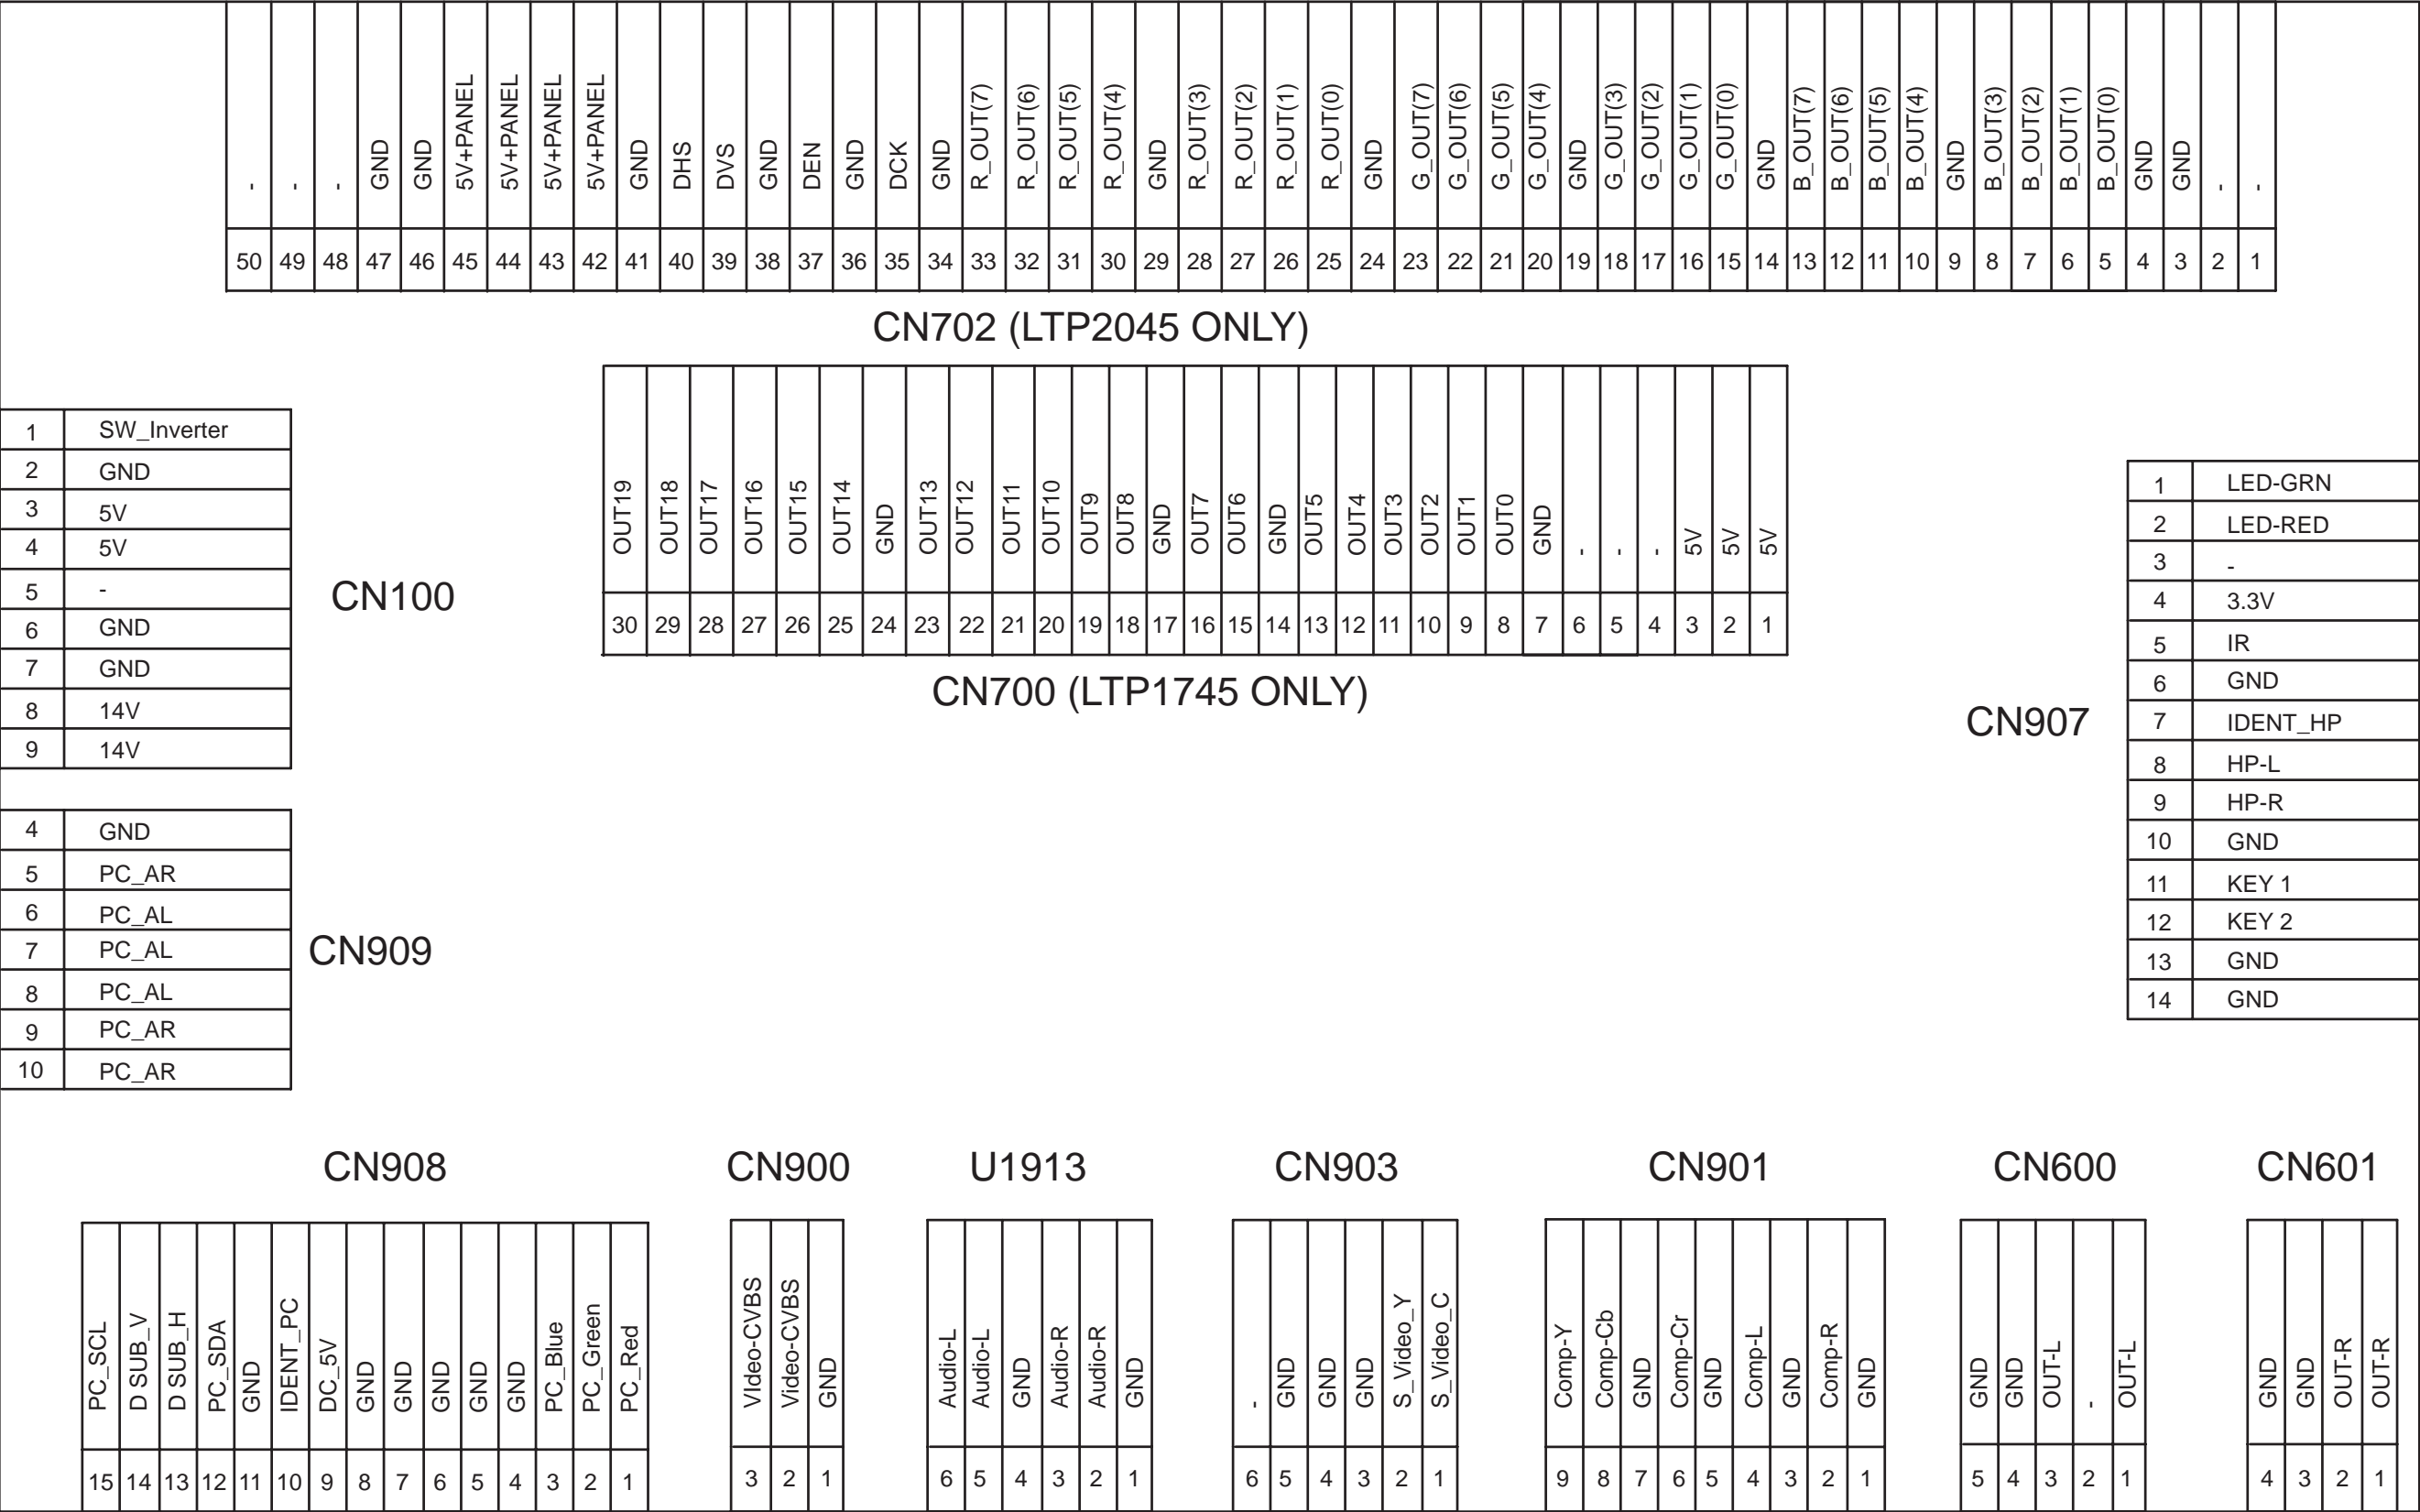 - - - GND GND 5V+PANEL 5V+PANEL 5V+PANEL 5V+PANEL GND DHS DVS GND DEN GND DCK GND R_OUT(7) R_OUT(6) R_OUT(5) R_OUT(4) GND R_OUT(3) R_OUT(2) R_OUT(1) R_OUT(0) GND G_OUT(7) G_OUT(6) G_OUT(5) G_OUT(4) GND G_OUT(3) G_OUT(2) G_OUT(1) G_OUT(0) GND B_OUT(7) B_OUT(6) B_OUT(5) B_OUT(4) GND B_OUT(3) B_OUT(2) B_OUT(1) B_OUT(0) GND GND - -
50 49 48 47 46 45 44 43 42 41 40 39 38 37 36 35 34 33 32 31 30 29 28 27 26 25 24 23 22 21 20 19 18 17 16 15 14 13 12 11 10 9 8 7 6 5 4 3 2 1
CN702 (LTP2045 ONLY)
1 SW_Inverter
2 GND
3 5V
4 5V
5 -
6 GND
7 GND
8 14V
9 14V
CN100
OUT19 OUT18 OUT17 OUT16 OUT15 OUT14 GND OUT13 OUT12 OUT11 OUT10 OUT9 OUT8 GND OUT7 OUT6 GND OUT5 OUT4 OUT3 OUT2 OUT1 OUT0 GND - - - 5V 5V 5V
30 29 28 27 26 25 24 23 22 21 20 19 18 17 16 15 14 13 12 11 10 9 8 7 6 5 4 3 2 1
CN700 (LTP1745 ONLY)
CN907
1 LED-GRN
2 LED-RED
3 -
4 3.3V
5 IR
6 GND
7 IDENT_HP
8 HP-L
9 HP-R
10 GND
11 KEY 1
12 KEY 2
13 GND
14 GND
4 GND
5 PC_AR
6 PC_AL
7 PC_AL
8 PC_AL
9 PC_AR
10 PC_AR
CN909
CN908
PC_SCL D SUB_V D SUB_H PC_SDA GND IDENT_PC DC_5V GND GND GND GND GND PC_Blue PC_Green PC_Red
15 14 13 12 11 10 9 8 7 6 5 4 3 2 1
CN900
VIdeo-CVBS Video-CVBS GND
3 2 1
U1913
Audio-L Audio-L GND Audio-R Audio-R GND
6 5 4 3 2 1
CN903
- GND GND GND S_Video_Y S_Video_C
6 5 4 3 2 1
CN901
Comp-Y Comp-Cb GND Comp-Cr GND Comp-L GND Comp-R GND
9 8 7 6 5 4 3 2 1
CN600
GND GND OUT-L - OUT-L
5 4 3 2 1
CN601
GND GND OUT-R OUT-R
4 3 2 1